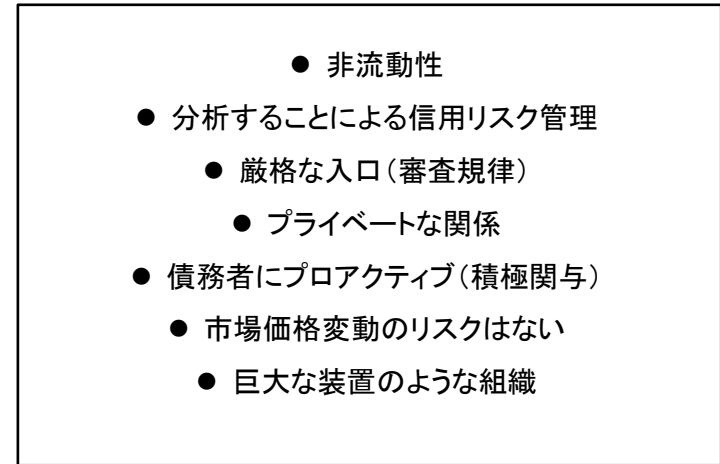 ● 非流動性
● 分析することによる信用リスク管理
● 厳格な入口（審査規律）
● プライベートな関係
● 債務者にプロアクティブ（積極関与）
● 市場価格変動のリスクはない
● 巨大な装置のような組織